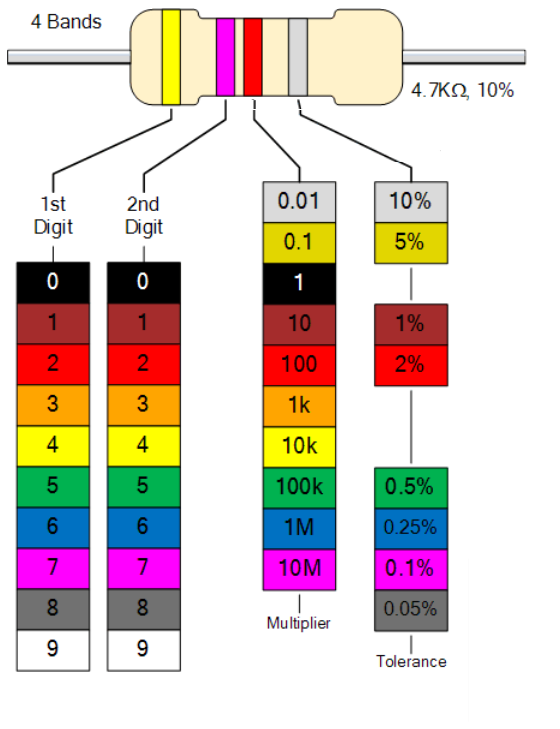 4 Bands
4.7KΩ, 10%
1st
Digit
2nd
Digit
0
1
2
3
4
5
6
7
8
9
0
1
2
3
4
5
6
7
8
9
0.01
0.1
1
10
100
1k
10k
100k
1M
10M
Multiplier
10%
5%
1%
2%
0.5%
0.25%
0.1%
0.05%
Tolerance